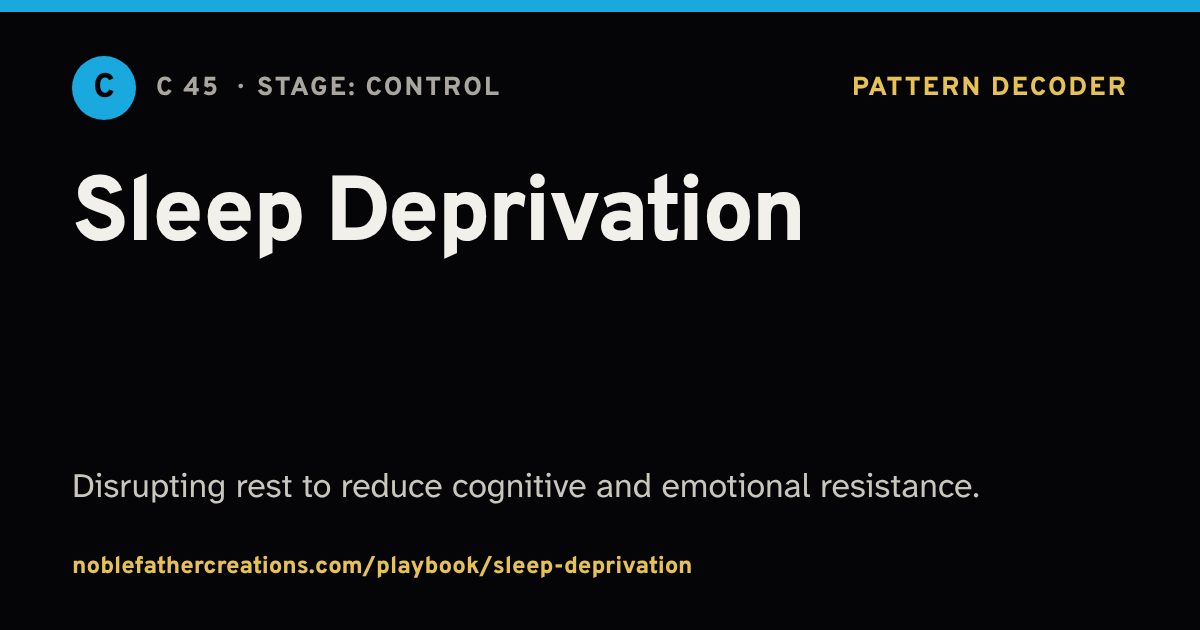 C
C 45 · STAGE: CONTROL
PATTERN DECODER
Sleep Deprivation
Disrupting rest to reduce cognitive and emotional resistance.
noblefathercreations.com/playbook/sleep-deprivation